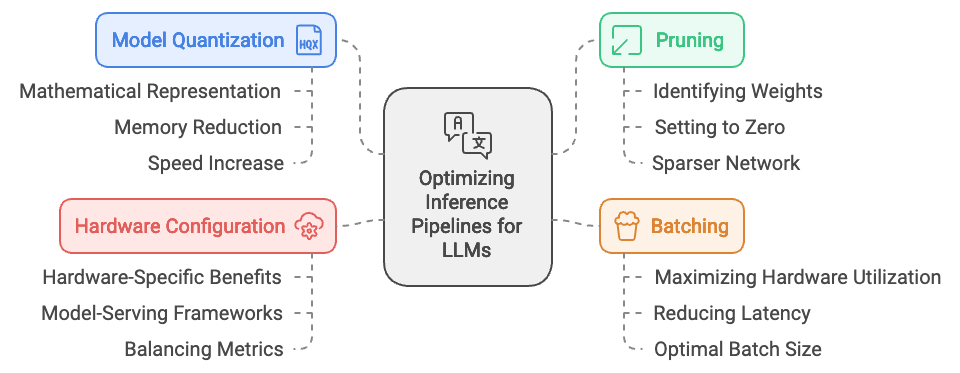 Model Quantization
HQX
Mathematical Representation
Memory Reduction
Speed Increase
Hardware Configuration
Hardware-Specific Benefits
Model-Serving Frameworks
Balancing Metrics
A
文
Optimizing
Inference
Pipelines for
LLMs
Pruning
Identifying Weights
Setting to Zero
Sparser Network
Batching
Maximizing Hardware Utilization
Reducing Latency
Optimal Batch Size